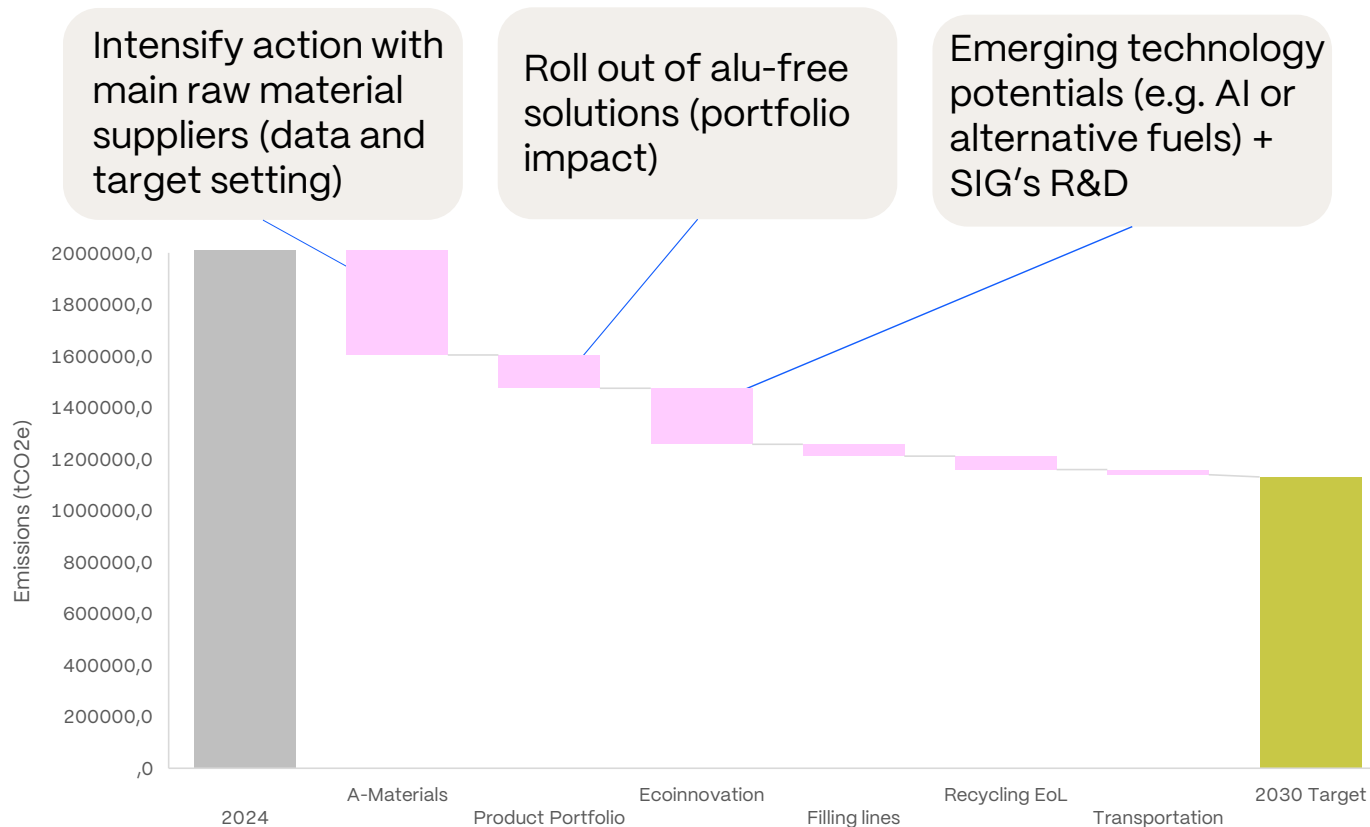 Intensify action with
main raw material
suppliers (data and
target setting)
Roll out of alu-free
solutions (portfolio
impact)
Emerging technology
potentials (e.g. AI or
alternative fuels) +
SIG’s R&D
Emissions (tCO2e)
2000000,0
1800000,0
1600000,0
1400000,0
1200000,0
1000000,0
800000,0
600000,0
400000,0
200000,0
,0
2024
A-Materials
Product Portfolio
Ecoinnovation
Filling lines
Recycling EoL
Transportation
2030 Target